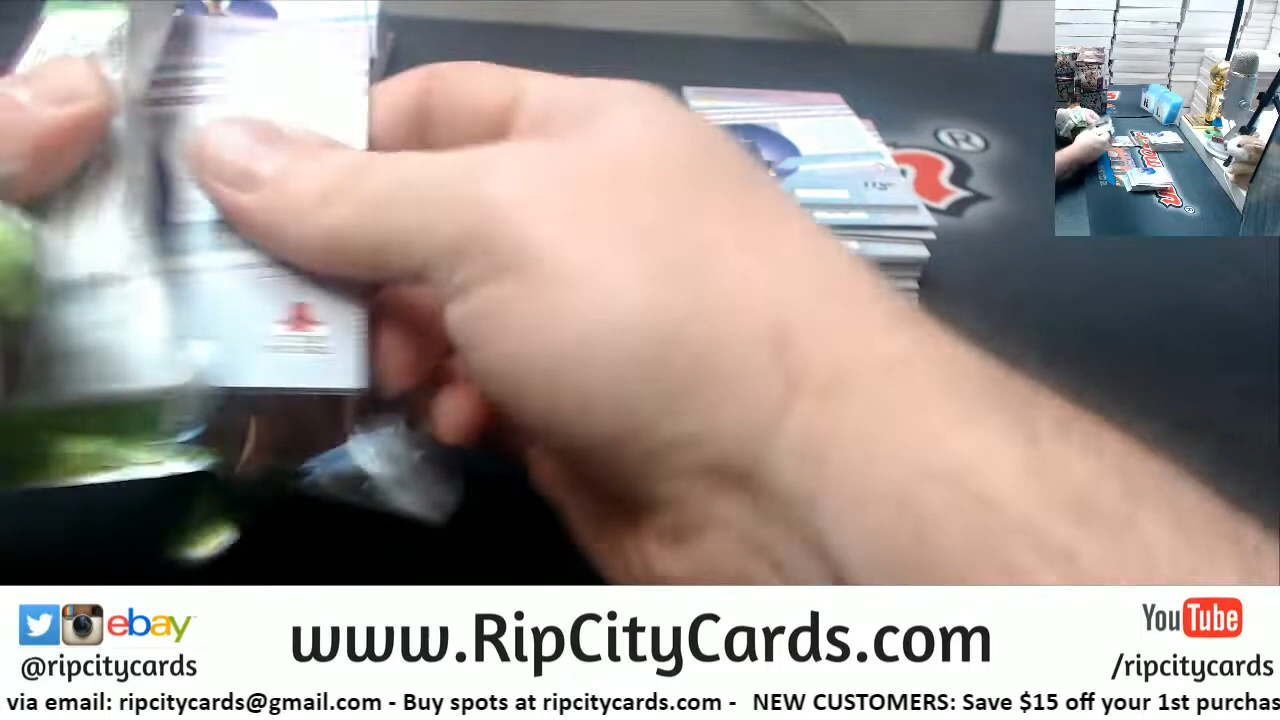 ®
ebay
@ripcitycards
www.RipCityCards.com
YouTube
/ripcitycards
via email: ripcitycards@gmail.com - Buy spots at ripcitycards.com - NEW CUSTOMERS: Save $15 off your 1st purchas